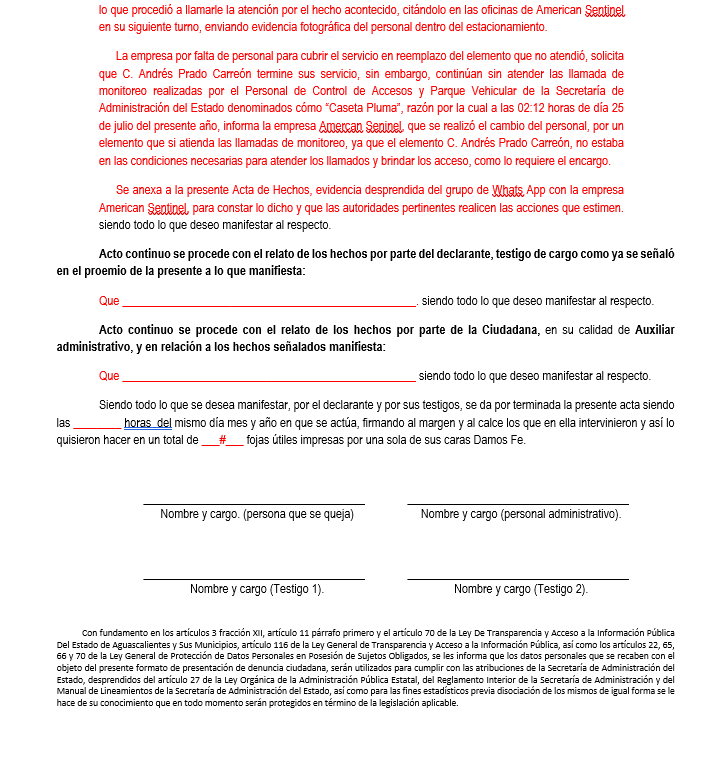 lo que procedió a llamarle la atención por el hecho acontecido, citándolo en las oficinas de American Sentinel
en su siguiente turno, enviando evidencia fotográfica del personal dentro del estacionamiento.
La empresa por falta de personal para cubrir el servicio en reemplazo del elemento que no atendió, solicita
que C. Andrés Prado Carreón termine sus servicio, sin embargo, continúan sin atender las llamada de
monitoreo realizadas por el Personal de Control de Accesos y Parque Vehicular de la Secretaría de
Administración del Estado denominados cómo “Caseta Pluma”, razón por la cual a las 02:12 horas de día 25
de julio del presente año, informa la empresa Amercan Seninel, que se realizó el cambio del personal, por un
elemento que si atienda las llamadas de monitoreo, ya que el elemento C. Andrés Prado Carreón, no estaba
en las condiciones necesarias para atender los llamados y brindar los acceso, como lo requiere el encargo.
Se anexa a la presente Acta de Hechos, evidencia desprendida del grupo de Whats App con la empresa
American Sentinel, para constar lo dicho y que las autoridades pertinentes realicen las acciones que estimen.
siendo todo lo que deseo manifestar al respecto.
Acto continuo se procede con el relato de los hechos por parte del declarante, testigo de cargo como ya se señaló
en el proemio de la presente a lo que manifiesta:
Que ______________________________________________. siendo todo lo que deseo manifestar al respecto.
Acto continuo se procede con el relato de los hechos por parte de la Ciudadana, en su calidad de Auxiliar
administrativo, y en relación a los hechos señalados manifiesta:
Que ______________________________________________ siendo todo lo que deseo manifestar al respecto.
Siendo todo lo que se desea manifestar, por el declarante y por sus testigos, se da por terminada la presente acta siendo
las ________ horas del mismo día mes y año en que se actúa, firmando al margen y al calce los que en ella intervinieron y así lo
quisieron hacer en un total de ___#___ fojas útiles impresas por una sola de sus caras Damos Fe.
Nombre y cargo. (persona que se queja) Nombre y cargo (personal administrativo).
Nombre y cargo (Testigo 1). Nombre y cargo (Testigo 2).
Con fundamento en los artículos 3 fracción XII, artículo 11 párrafo primero y el artículo 70 de la Ley De Transparencia y Acceso a la Información Pública
Del Estado de Aguascalientes y Sus Municipios, artículo 116 de la Ley General de Transparencia y Acceso a la Información Pública, así como los artículos 22, 65,
66 y 70 de la Ley General de Protección de Datos Personales en Posesión de Sujetos Obligados, se les informa que los datos personales que se recaben con el
objeto del presente formato de presentación de denuncia ciudadana, serán utilizados para cumplir con las atribuciones de la Secretaría de Administración del
Estado, desprendidos del artículo 27 de la Ley Orgánica de la Administración Pública Estatal, del Reglamento Interior de la Secretaría de Administración y del
Manual de Lineamientos de la Secretaría de Administración del Estado, así como para las fines estadísticos previa disociación de los mismos de igual forma se le
hace de su conocimiento que en todo momento serán protegidos en término de la legislación aplicable.